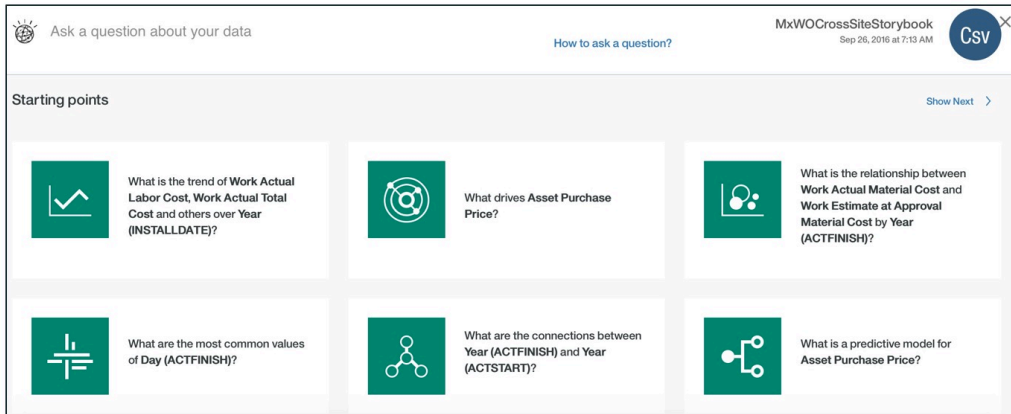 Ask a question about your data
How to ask a question?
MxWOCrossSiteStorybook
Sep 26, 2016 at 7:13 AM
Csv
Starting points
Show Next
What is the trend of Work Actual
Labor Cost, Work Actual Total
Cost and others over Year
(INSTALLDATE)?
What drives Asset Purchase
Price?
What is the relationship between
Work Actual Material Cost and
Work Estimate at Approval
Material Cost by Year
(ACTFINISH)?
What are the most common values
of Day (ACTFINISH)?
What are the connections between
Year (ACTFINISH) and Year
(ACTSTART)?
What is a predictive model for
Asset Purchase Price?